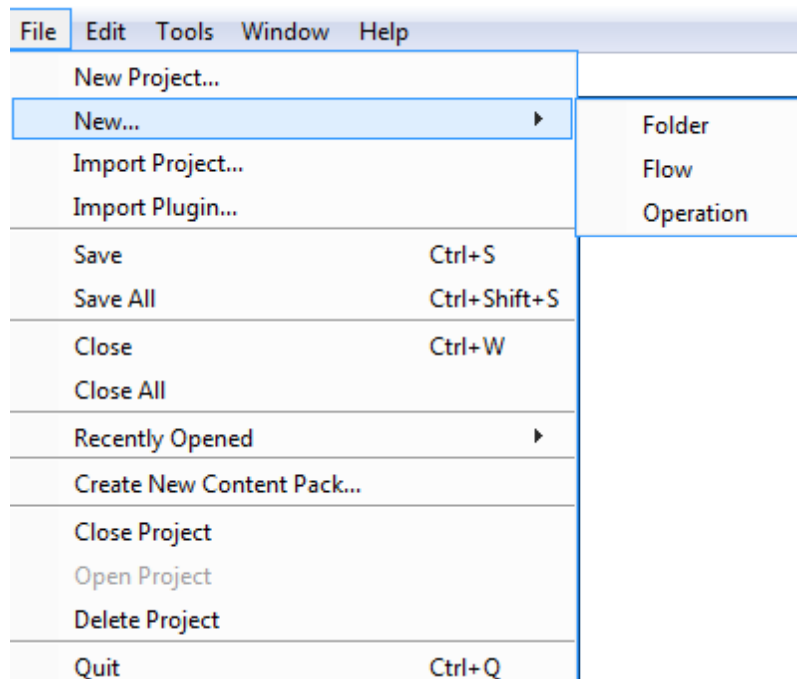 File Edit Tools Window Help
New Project...
New...
Folder
Flow
Operation
Import Project...
Import Plugin...
Save Ctrl+S
Save All Ctrl+Shift+S
Close Ctrl+W
Close All
Recently Opened
Create New Content Pack...
Close Project
Open Project
Delete Project
Quit Ctrl+Q